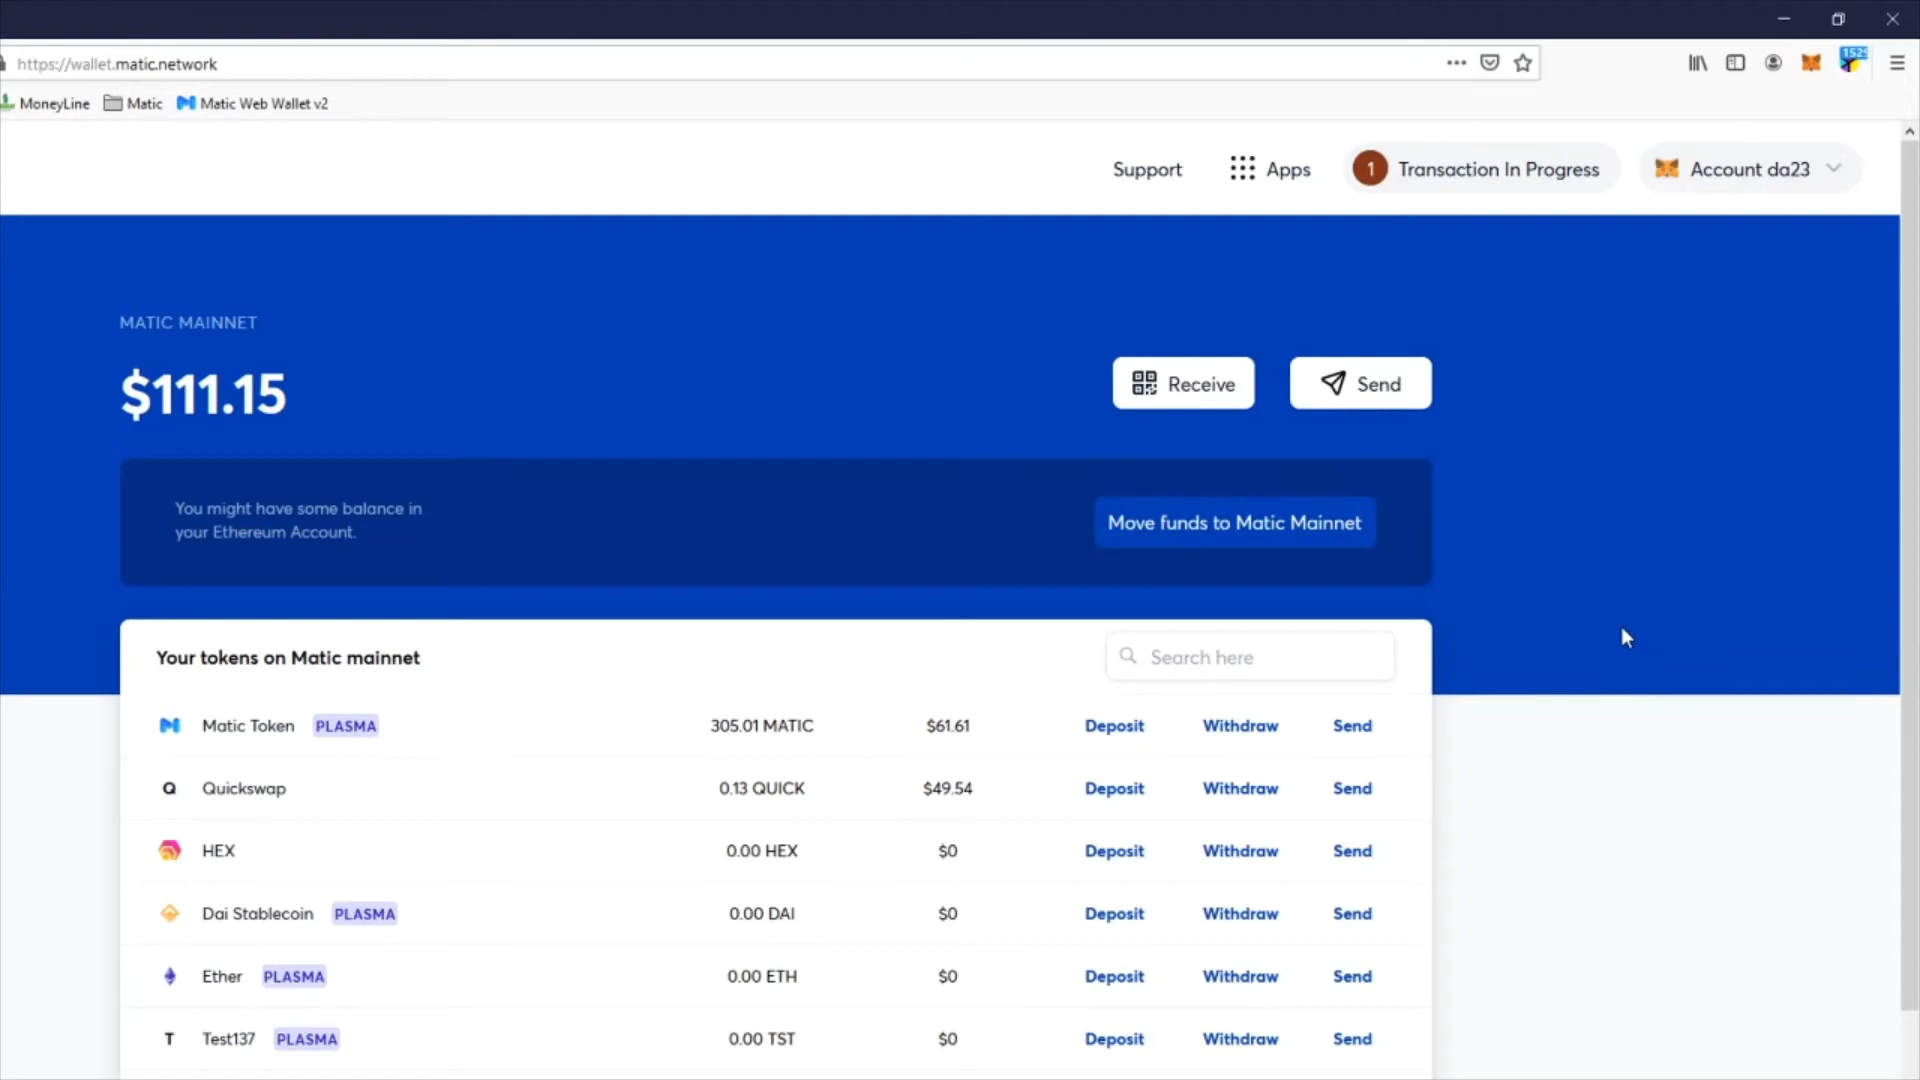 https://wallet.matic.network
1529
MoneyLine Matic Matic Web Wallet v2
Support Apps 1 Transaction In Progress Account da23
MATIC MAINNET
$111.15
Receive Send
You might have some balance in
your Ethereum Account.
Move funds to Matic Mainnet
Your tokens on Matic mainnet
Search here
Matic Token PLASMA 305.01 MATIC $61.61 Deposit Withdraw Send
Q Quickswap 0.13 QUICK $49.54 Deposit Withdraw Send
HEX 0.00 HEX $0 Deposit Withdraw Send
Dai Stablecoin PLASMA 0.00 DAI $0 Deposit Withdraw Send
Ether PLASMA 0.00 ETH $0 Deposit Withdraw Send
T Test137 PLASMA 0.00 TST $0 Deposit Withdraw Send